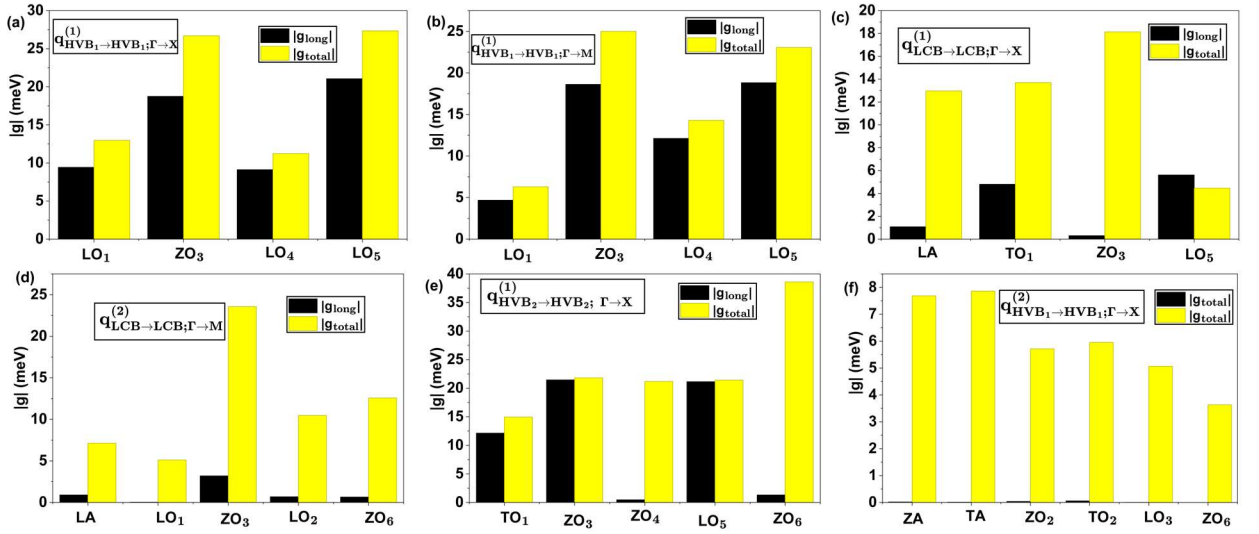 (a)
q(1)HVB1→HVB1;Γ→X
|glong|
|gtotal|
|g| (meV)
30
25
20
15
10
5
0
LO1 ZO3 LO4 LO5
(b)
q(1)HVB1→HVB1;Γ→M
|glong|
|gtotal|
|g| (meV)
25
20
15
10
5
0
LO1 ZO3 LO4 LO5
(c)
q(1)LCB→LCB;Γ→X
|glong|
|gtotal|
|g| (meV)
20
18
16
14
12
10
8
6
4
2
0
LA TO1 ZO3 LO5
(d)
q(2)LCB→LCB;Γ→M
|glong|
|gtotal|
|g| (meV)
25
20
15
10
5
0
LA LO1 ZO3 LO2 ZO6
(e)
q(1)HVB2→HVB2; Γ→X
|glong|
|gtotal|
|g| (meV)
40
35
30
25
20
15
10
5
0
TO1 ZO3 ZO4 LO5 ZO6
(f)
q(2)HVB1→HVB1;Γ→X
|gtotal|
|gtotal|
|g| (meV)
8
7
6
5
4
3
2
1
0
ZA TA ZO2 TO2 LO3 ZO6